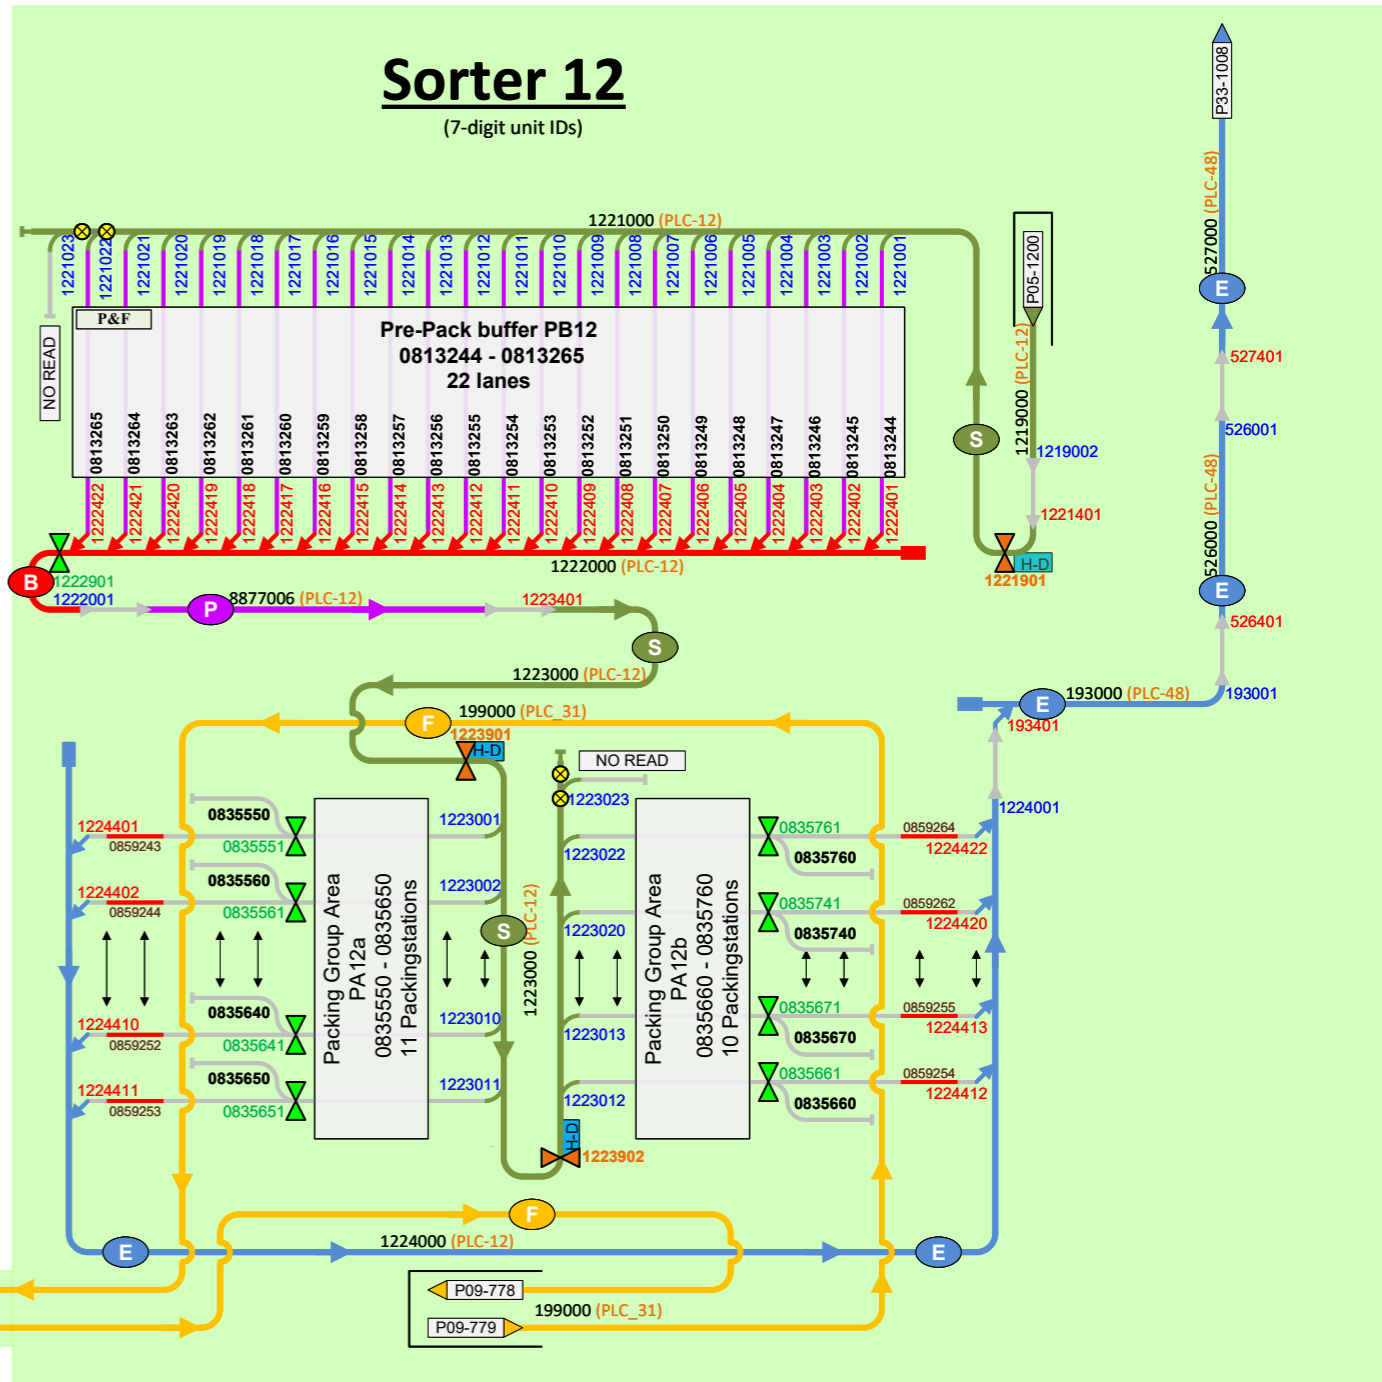 Sorter 12
(7-digit unit IDs)
P33-1008
527000 (PLC-48)
E
527401
526001
526000 (PLC-48)
E
526401
193001
193000 (PLC-48)
E
193401
1224001
1221000 (PLC-12)
1221023
1221022
1221021
1221020
1221019
1221018
1221017
1221016
1221015
1221014
1221013
1221012
1221011
1221010
1221009
1221008
1221007
1221006
1221005
1221004
1221003
1221002
1221001
P05-1200
1219000 (PLC-12)
1219002
1221401
S
H-D
1221901
NO READ
P&F
Pre-Pack buffer PB12
0813244 - 0813265
22 lanes
0813265
0813264
0813263
0813262
0813261
0813260
0813259
0813258
0813257
0813256
0813255
0813254
0813253
0813252
0813251
0813250
0813249
0813248
0813247
0813246
0813245
0813244
1222422
1222421
1222420
1222419
1222418
1222417
1222416
1222415
1222414
1222413
1222412
1222411
1222410
1222409
1222408
1222407
1222406
1222405
1222404
1222403
1222402
1222401
1222000 (PLC-12)
B
1222901
1222001
P
8877006 (PLC-12)
1223401
S
1223000 (PLC-12)
199000 (PLC_31)
F
1223901
H-D
NO READ
1223023
1224401
0859243
0835550
0835551
1223001
1223022
0835761
0835760
0859264
1224422
1224402
0859244
0835560
0835561
1223002
1223020
0835741
0835740
0859262
1224420
S
1223000 (PLC-12)
Packing Group Area
PA12a
0835550 - 0835650
11 Packingstations
Packing Group Area
PA12b
0835660 - 0835760
10 Packingstations
1224410
0859252
0835640
0835641
1223010
1223013
0835671
0835670
0859255
1224413
1224411
0859253
0835650
0835651
1223011
1223012
0835661
0835660
0859254
1224412
H-D
1223902
F
E
1224000 (PLC-12)
E
P09-778
199000 (PLC_31)
P09-779